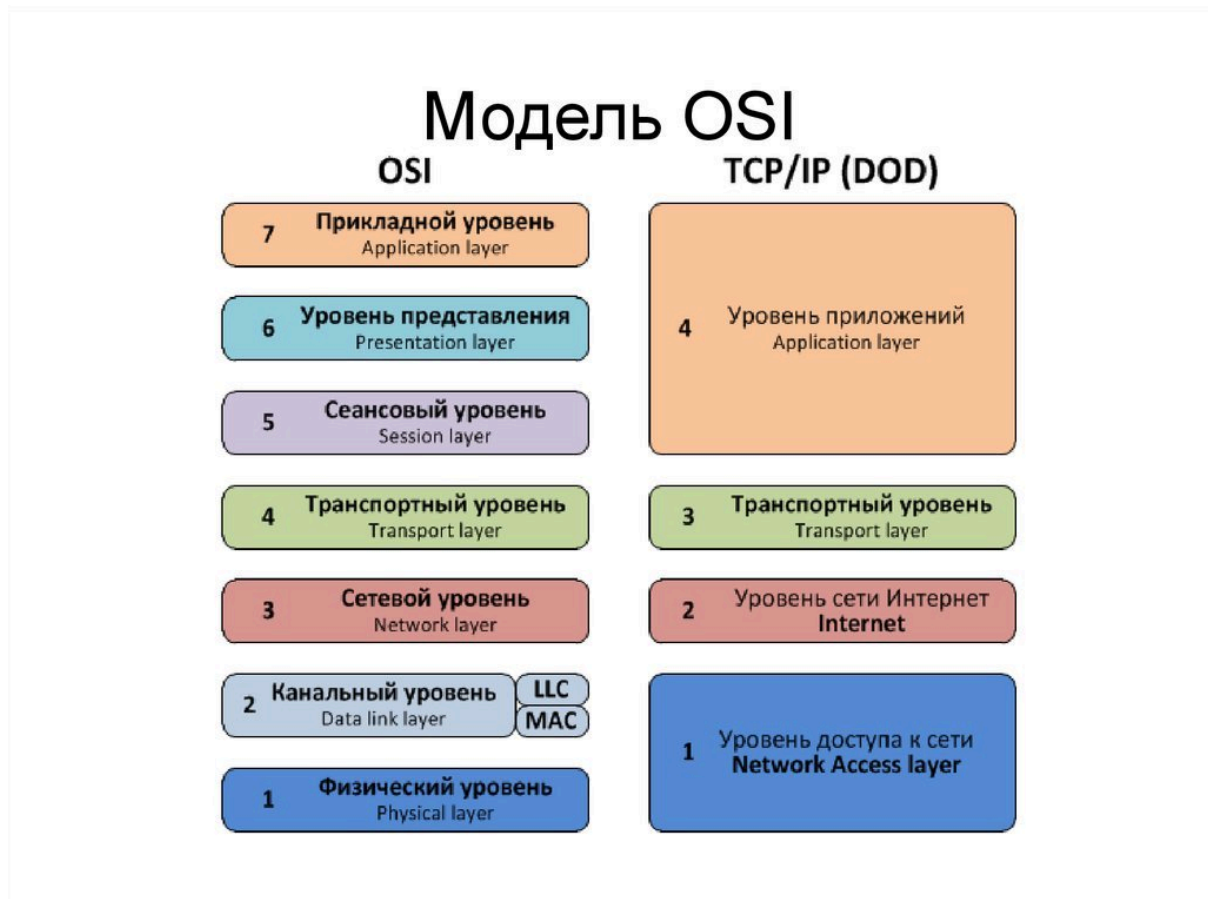 Модель OSI
OSI
7
Прикладной уровень
Application layer
6
Уровень представления
Presentation layer
5
Сеансовый уровень
Session layer
4
Транспортный уровень
Transport layer
3
Сетевой уровень
Network layer
2
Канальный уровень
Data link layer
LLC
MAC
1
Физический уровень
Physical layer
TCP/IP (DOD)
4
Уровень приложений
Application layer
3
Транспортный уровень
Transport layer
2
Уровень сети Интернет
Internet
1
Уровень доступа к сети
Network Access layer